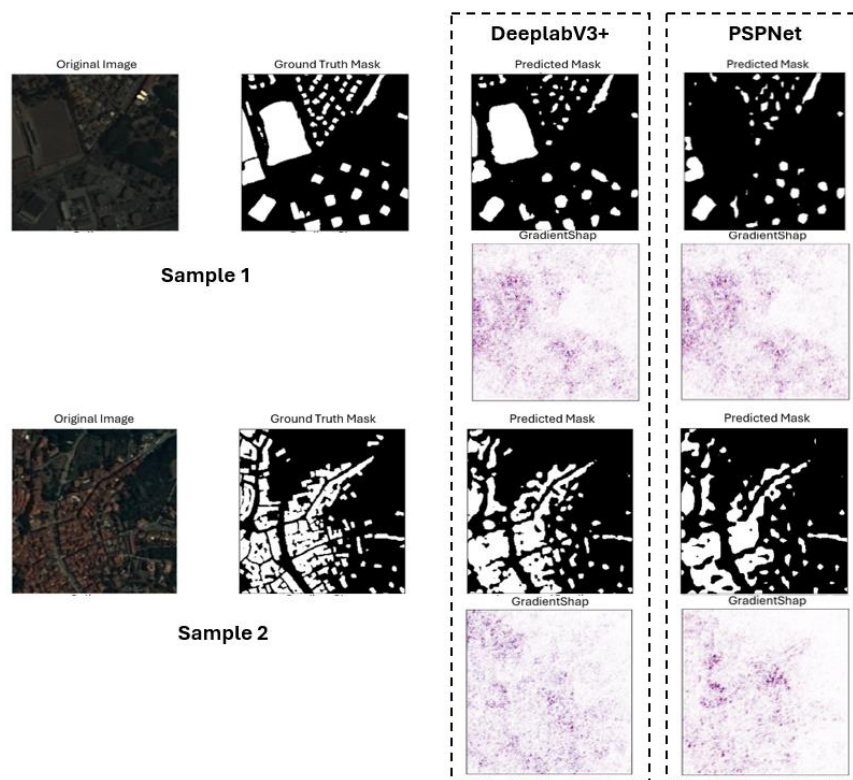 DeeplabV3+
PSPNet
Original Image
Ground Truth Mask
Predicted Mask
Predicted Mask
GradientShap
GradientShap
Sample 1
Original Image
Ground Truth Mask
Predicted Mask
Predicted Mask
GradientShap
GradientShap
Sample 2